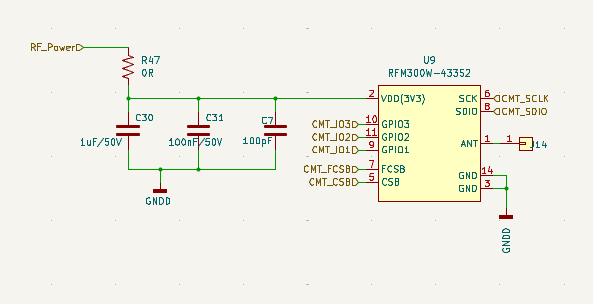 RF_Power
R47
0R
C30
1uF/50V
C31
100nF/50V
C7
100pF
GNDD
U9
RFM300W-43352
2 VDD(3V3)
SCK 6 CMT_SCLK
SDIO 8 CMT_SDIO
CMT_IO3 10 GPIO3
CMT_IO2 11 GPIO2
CMT_IO1 9 GPIO1
ANT 1 1 J14
CMT_FCSB 7 FCSB
CMT_CSB 5 CSB
GND 14
GND 3
GNDD